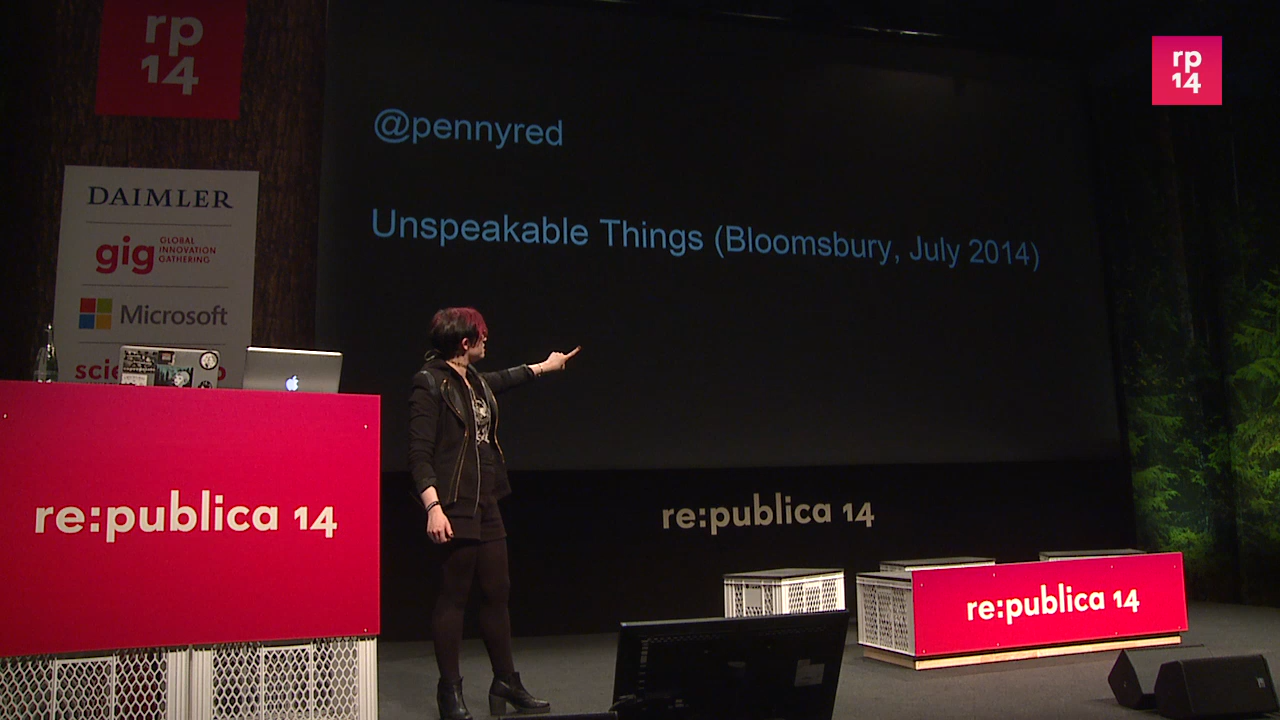 rp
14
rp
14
@pennyred
Unspeakable Things (Bloomsbury, July 2014)
DAIMLER
gig GLOBAL
INNOVATION
GATHERING
Microsoft
re:publica 14
re:publica 14
re:publica 14